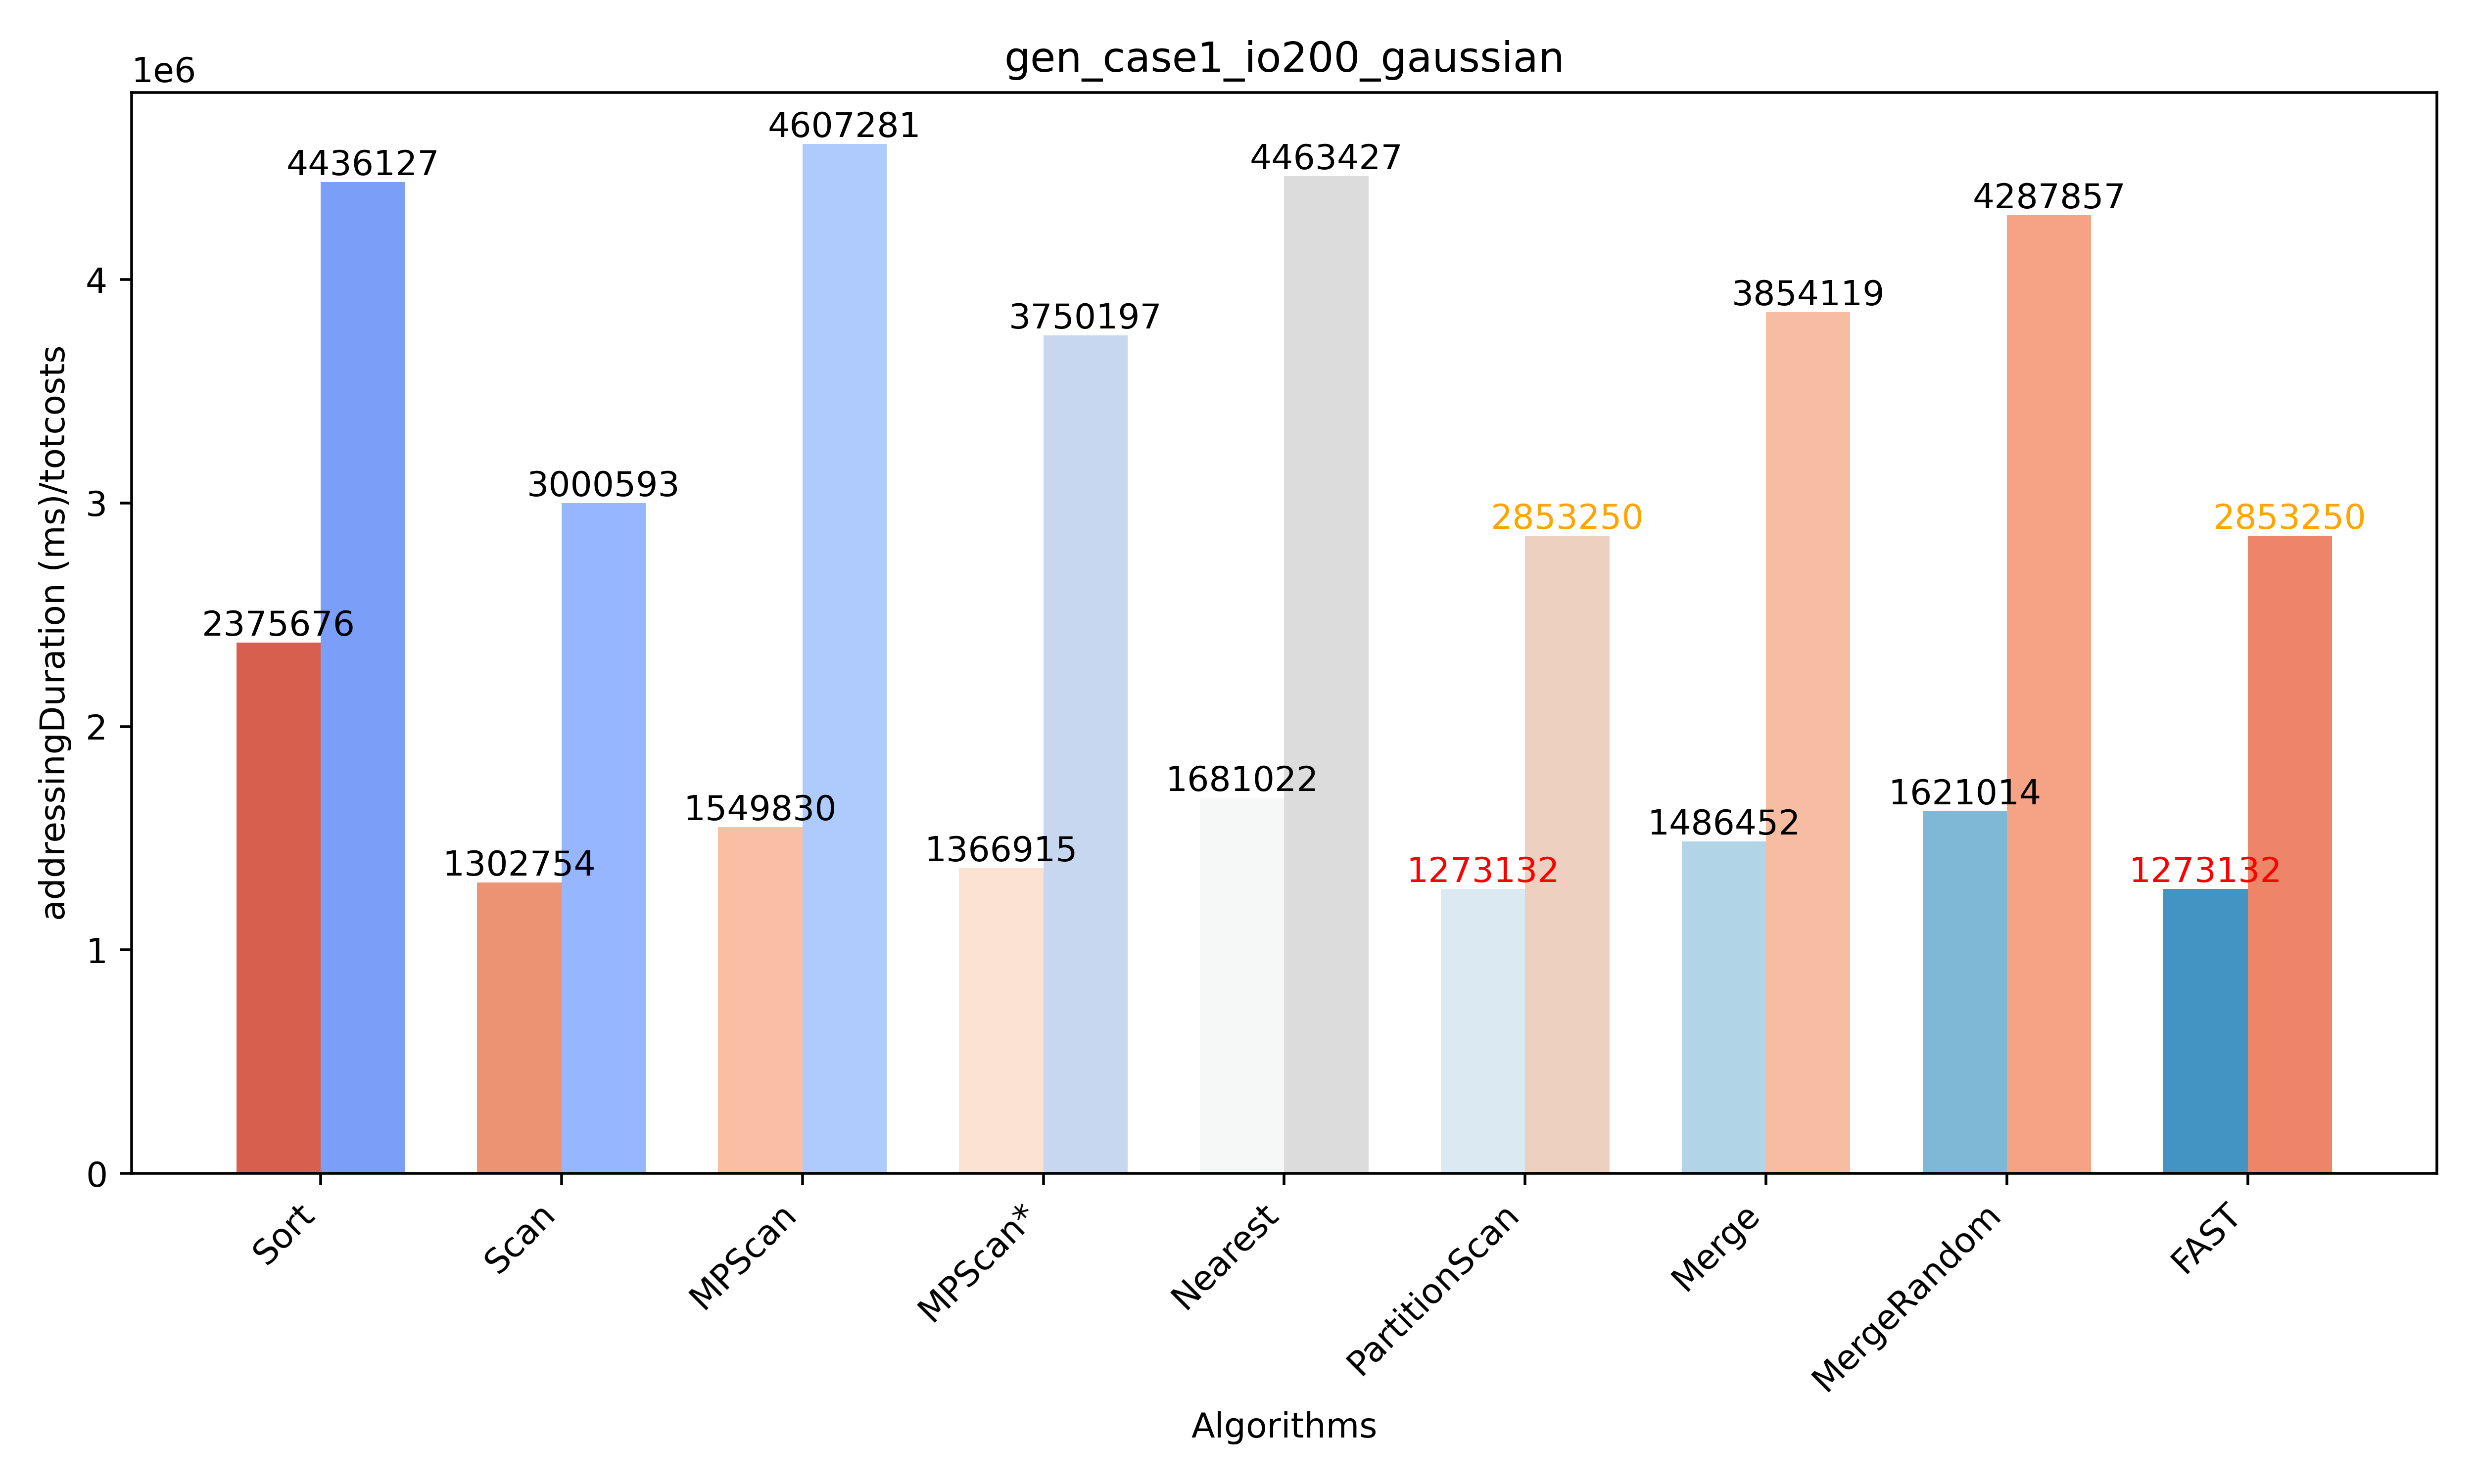 gen_case1_io200_gaussian
1e6
addressingDuration (ms)/totcosts
4
3
2
1
0
2375676
4436127
1302754
3000593
1549830
4607281
1366915
3750197
1681022
4463427
1273132
2853250
1486452
3854119
1621014
4287857
1273132
2853250
Sort
Scan
MPScan
MPScan*
Nearest
PartitionScan
Merge
MergeRandom
FAST
Algorithms